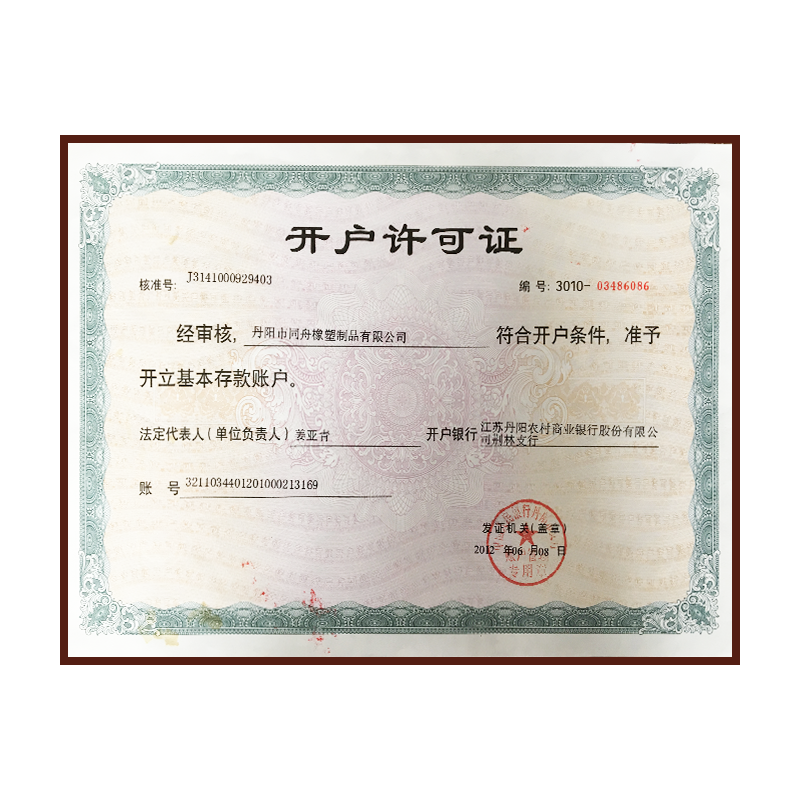 开户许可证
核准号: J3141000929403 编 号: 3010-03486086
经审核, 丹阳市同舟橡塑制品有限公司 符合开户条件, 准予
开立基本存款账户。
法定代表人(单位负责人) 姜亚青 开户银行 江苏丹阳农村商业银行股份有限公
司荆林支行
账 号 3211034401201000213169
发证机关(盖章)
2012 年06 月08 日
专用章